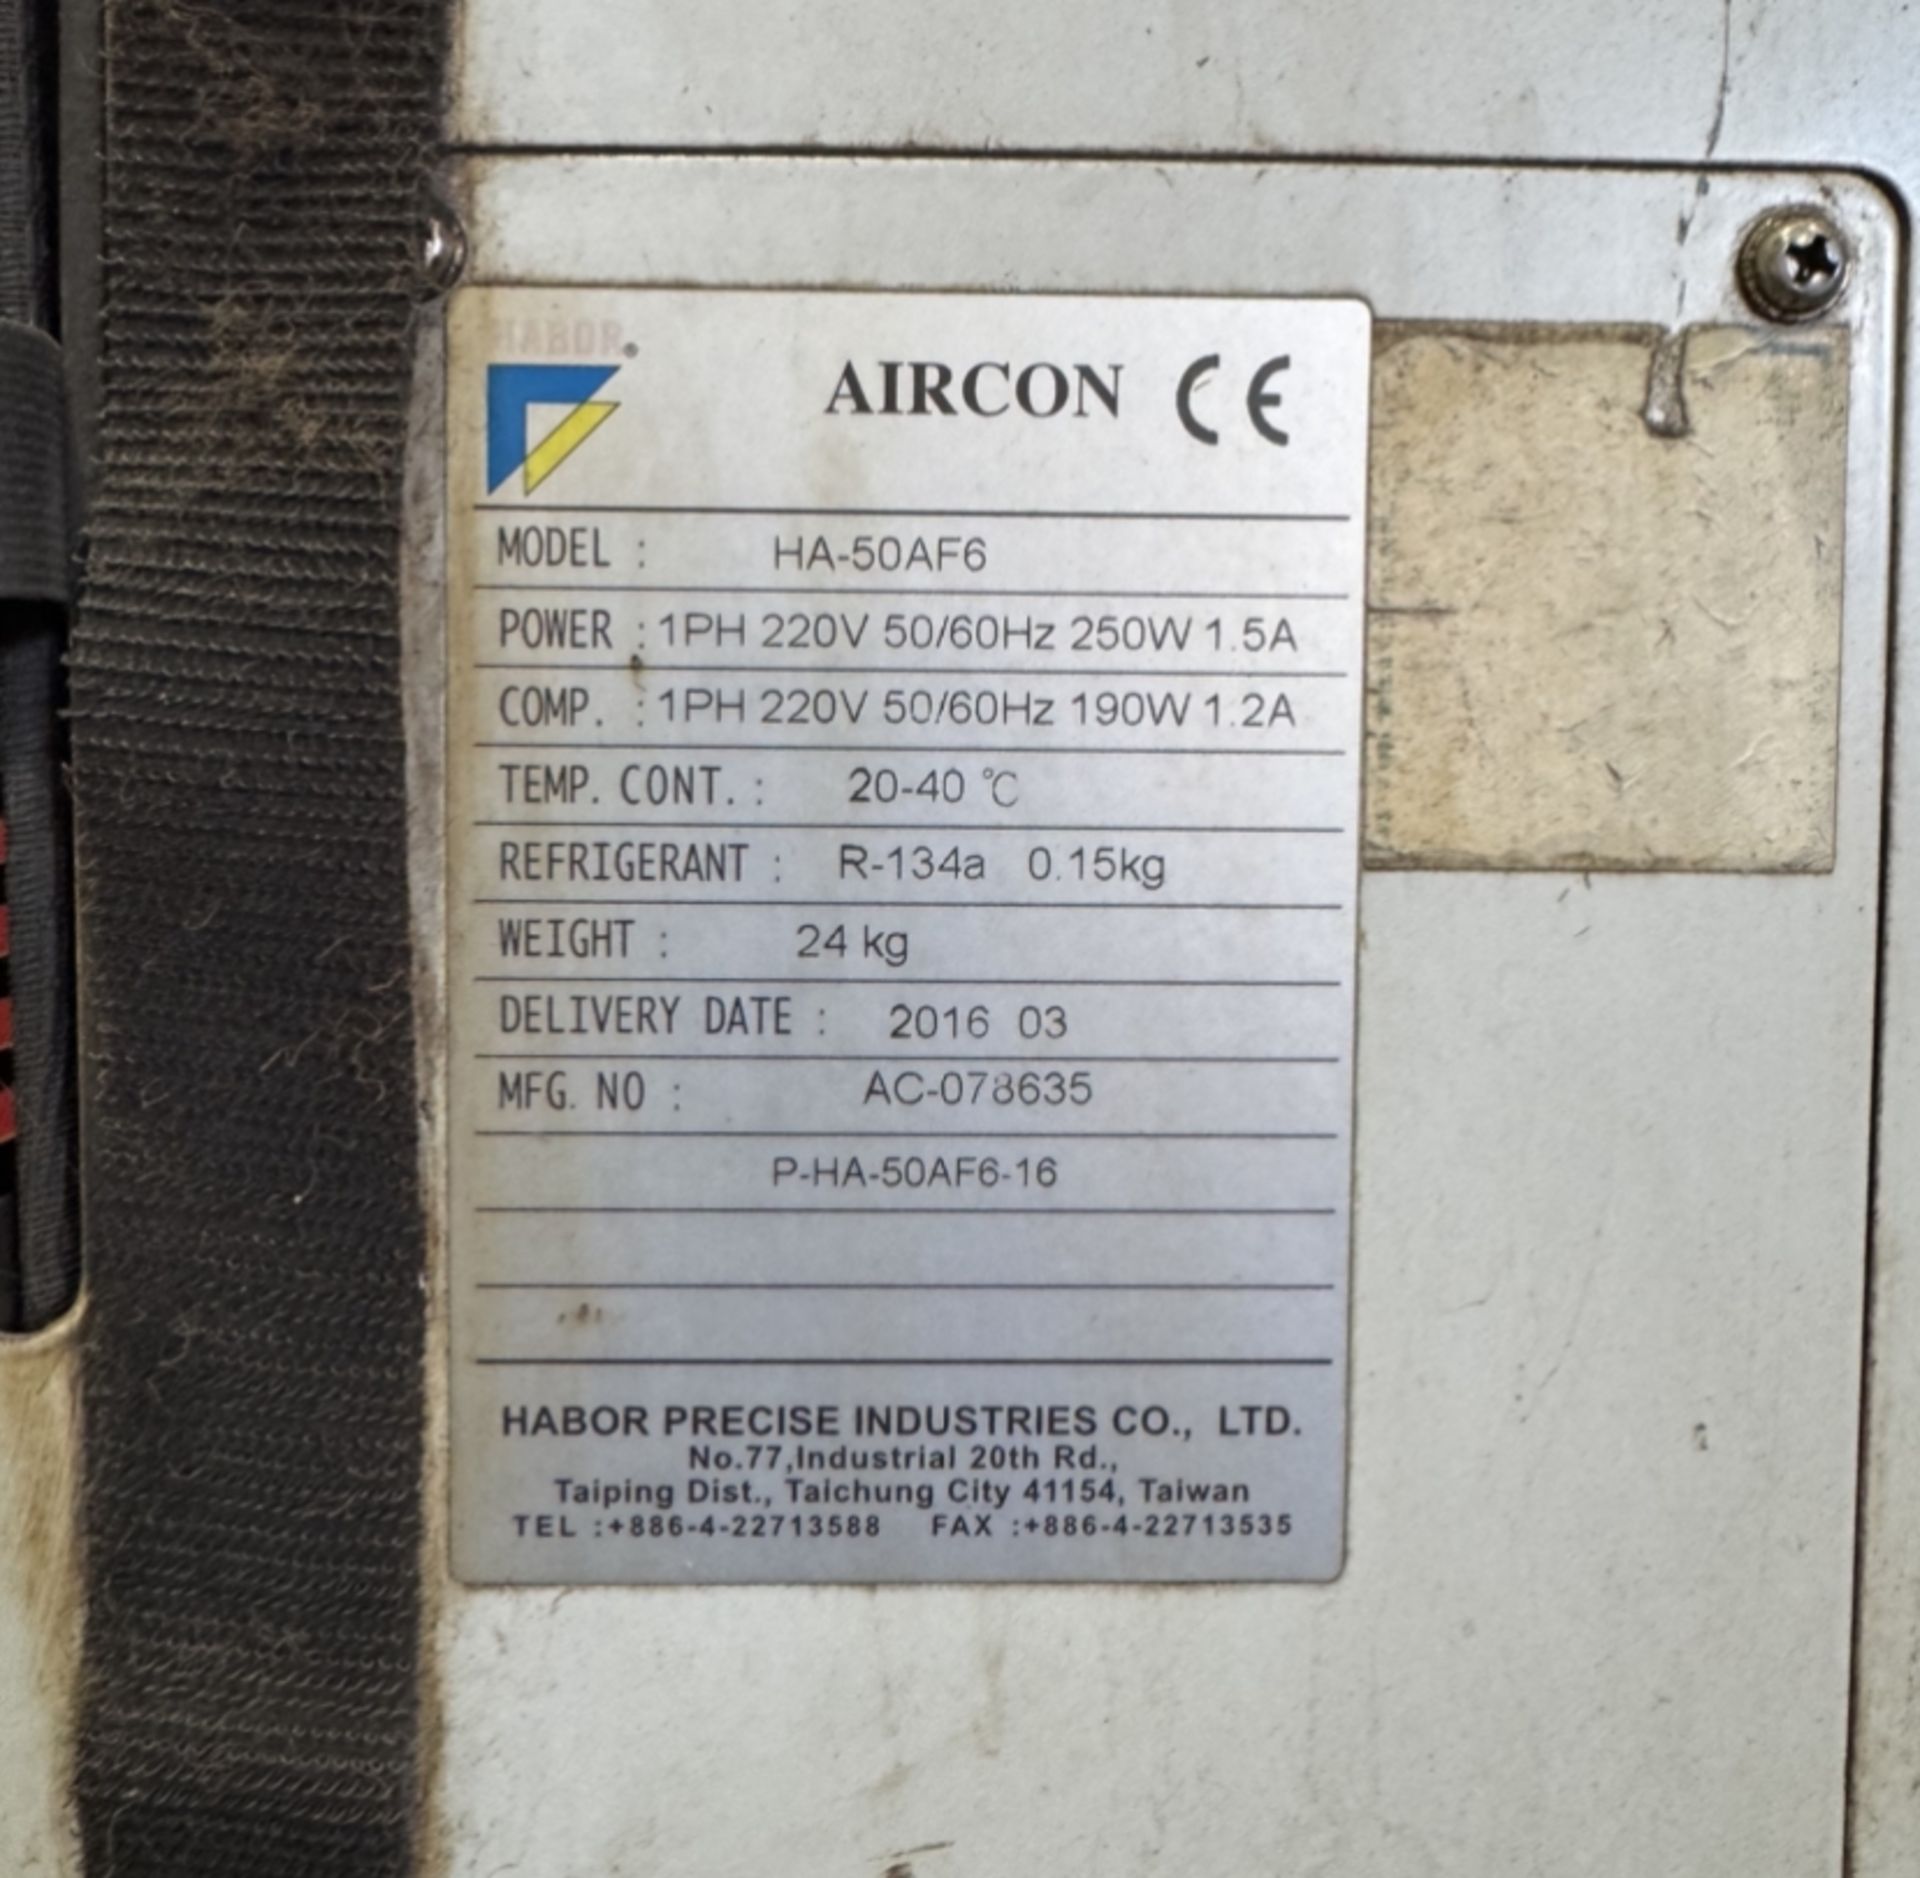 HABOR®
AIRCON CE
MODEL : HA-50AF6
POWER : 1PH 220V 50/60Hz 250W 1.5A
COMP. : 1PH 220V 50/60Hz 190W 1.2A
TEMP. CONT. : 20-40 ℃
REFRIGERANT : R-134a 0.15kg
WEIGHT : 24 kg
DELIVERY DATE : 2016 03
MFG. NO : AC-078635
P-HA-50AF6-16
HABOR PRECISE INDUSTRIES CO., LTD.
No.77,Industrial 20th Rd.,
Taiping Dist., Taichung City 41154, Taiwan
TEL :+886-4-22713588 FAX :+886-4-22713535